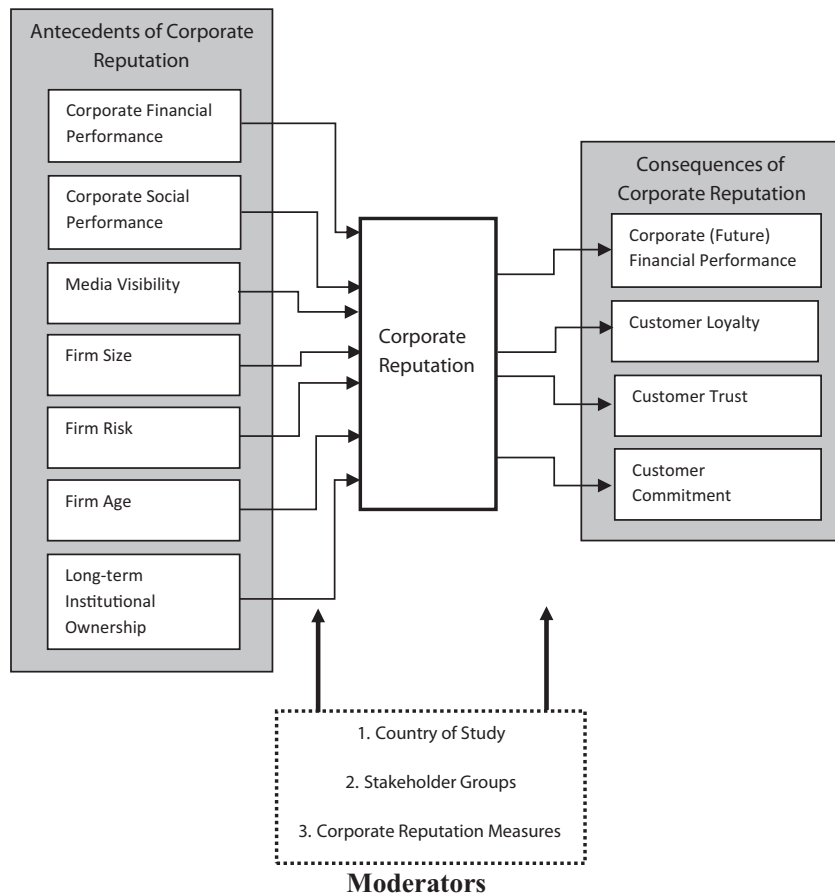 Antecedents of Corporate
Reputation
Corporate Financial
Performance
Corporate Social
Performance
Media Visibility
Firm Size
Firm Risk
Firm Age
Long-term
Institutional
Ownership
Corporate
Reputation
Consequences of
Corporate Reputation
Corporate (Future)
Financial Performance
Customer Loyalty
Customer Trust
Customer
Commitment
1. Country of Study
2. Stakeholder Groups
3. Corporate Reputation Measures
Moderators